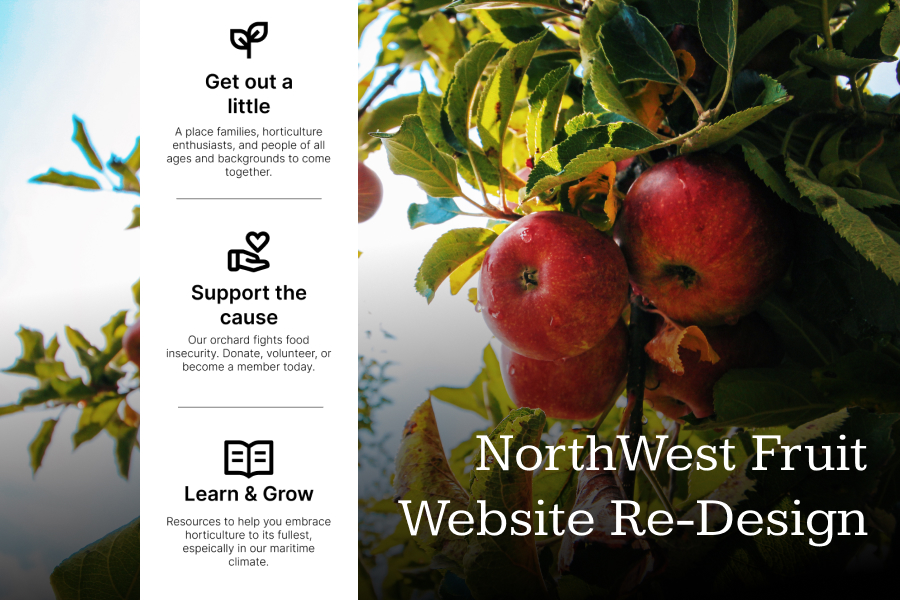 Get out a
little
A place families, horticulture
enthusiasts, and people of all
ages and backgrounds to come
together.
Support the
cause
Our orchard fights food
insecurity. Donate, volunteer, or
become a member today.
Learn & Grow
Resources to help you embrace
horticulture to its fullest,
espeically in our maritime
climate.
NorthWest Fruit
Website Re-Design